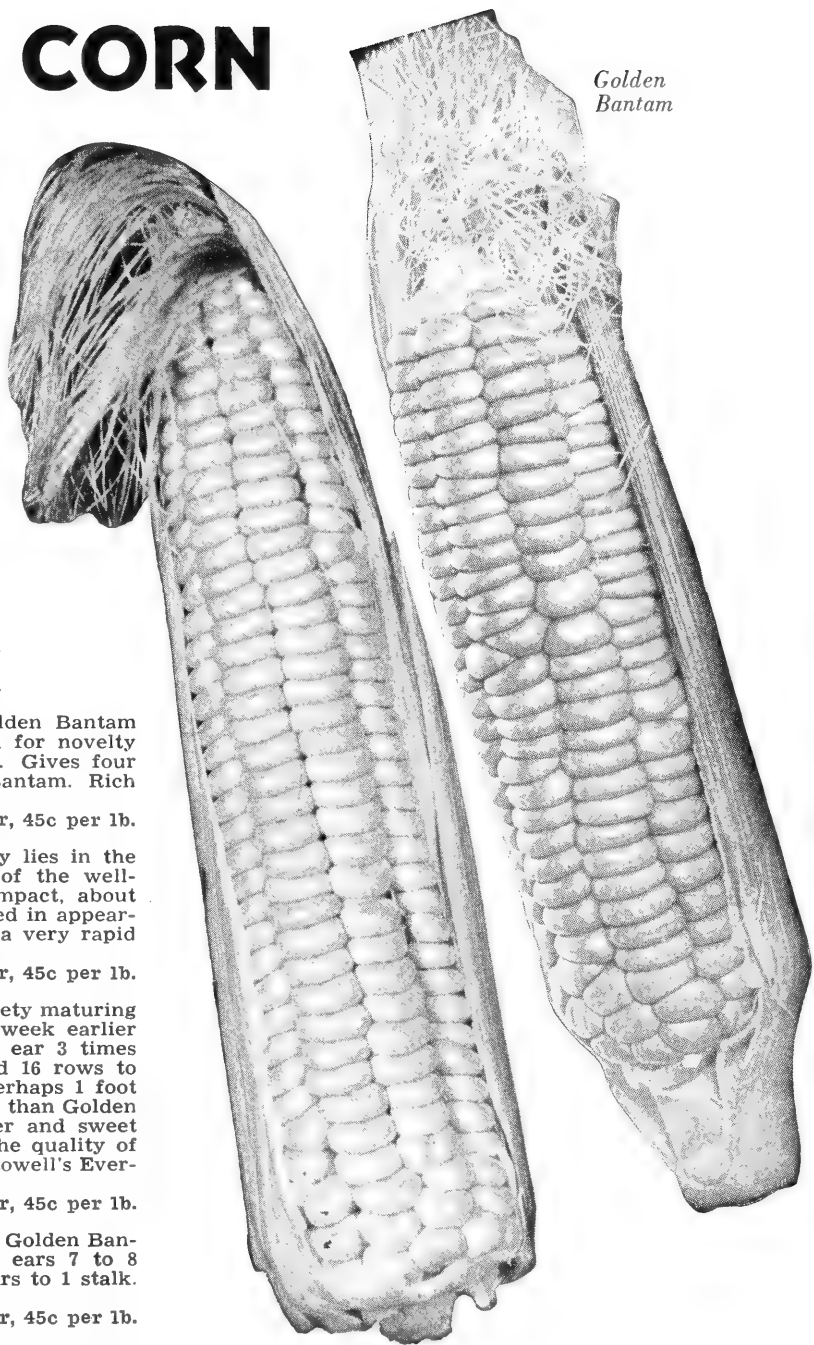 CORN
Golden
Bantam
lden Bantam
for novelty
. Gives four
antam. Rich
r, 45c per lb.
y lies in the
of the well-
mpact, about
ed in appear-
a very rapid
r, 45c per lb.
ety maturing
week earlier
ear 3 times
d 16 rows to
erhaps 1 foot
than Golden
er and sweet
he quality of
owell's Ever-
r, 45c per lb.
Golden Ban-
ears 7 to 8
rs to 1 stalk.
r, 45c per lb.